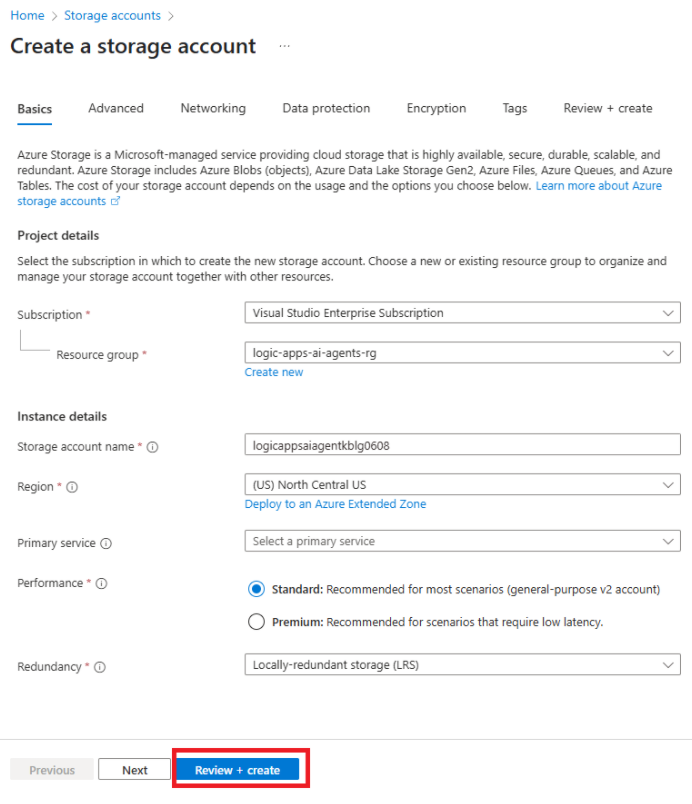 Home > Storage accounts >
Create a storage account ...
Basics Advanced Networking Data protection Encryption Tags Review + create
Azure Storage is a Microsoft-managed service providing cloud storage that is highly available, secure, durable, scalable, and
redundant. Azure Storage includes Azure Blobs (objects), Azure Data Lake Storage Gen2, Azure Files, Azure Queues, and Azure
Tables. The cost of your storage account depends on the usage and the options you choose below. Learn more about Azure
storage accounts
Project details
Select the subscription in which to create the new storage account. Choose a new or existing resource group to organize and
manage your storage account together with other resources.
Subscription * Visual Studio Enterprise Subscription
Resource group * logic-apps-ai-agents-rg
Create new
Instance details
Storage account name * logicappsaiagentkblg0608
Region * (US) North Central US
Deploy to an Azure Extended Zone
Primary service Select a primary service
Performance * Standard: Recommended for most scenarios (general-purpose v2 account)
Premium: Recommended for scenarios that require low latency.
Redundancy * Locally-redundant storage (LRS)
Previous Next Review + create